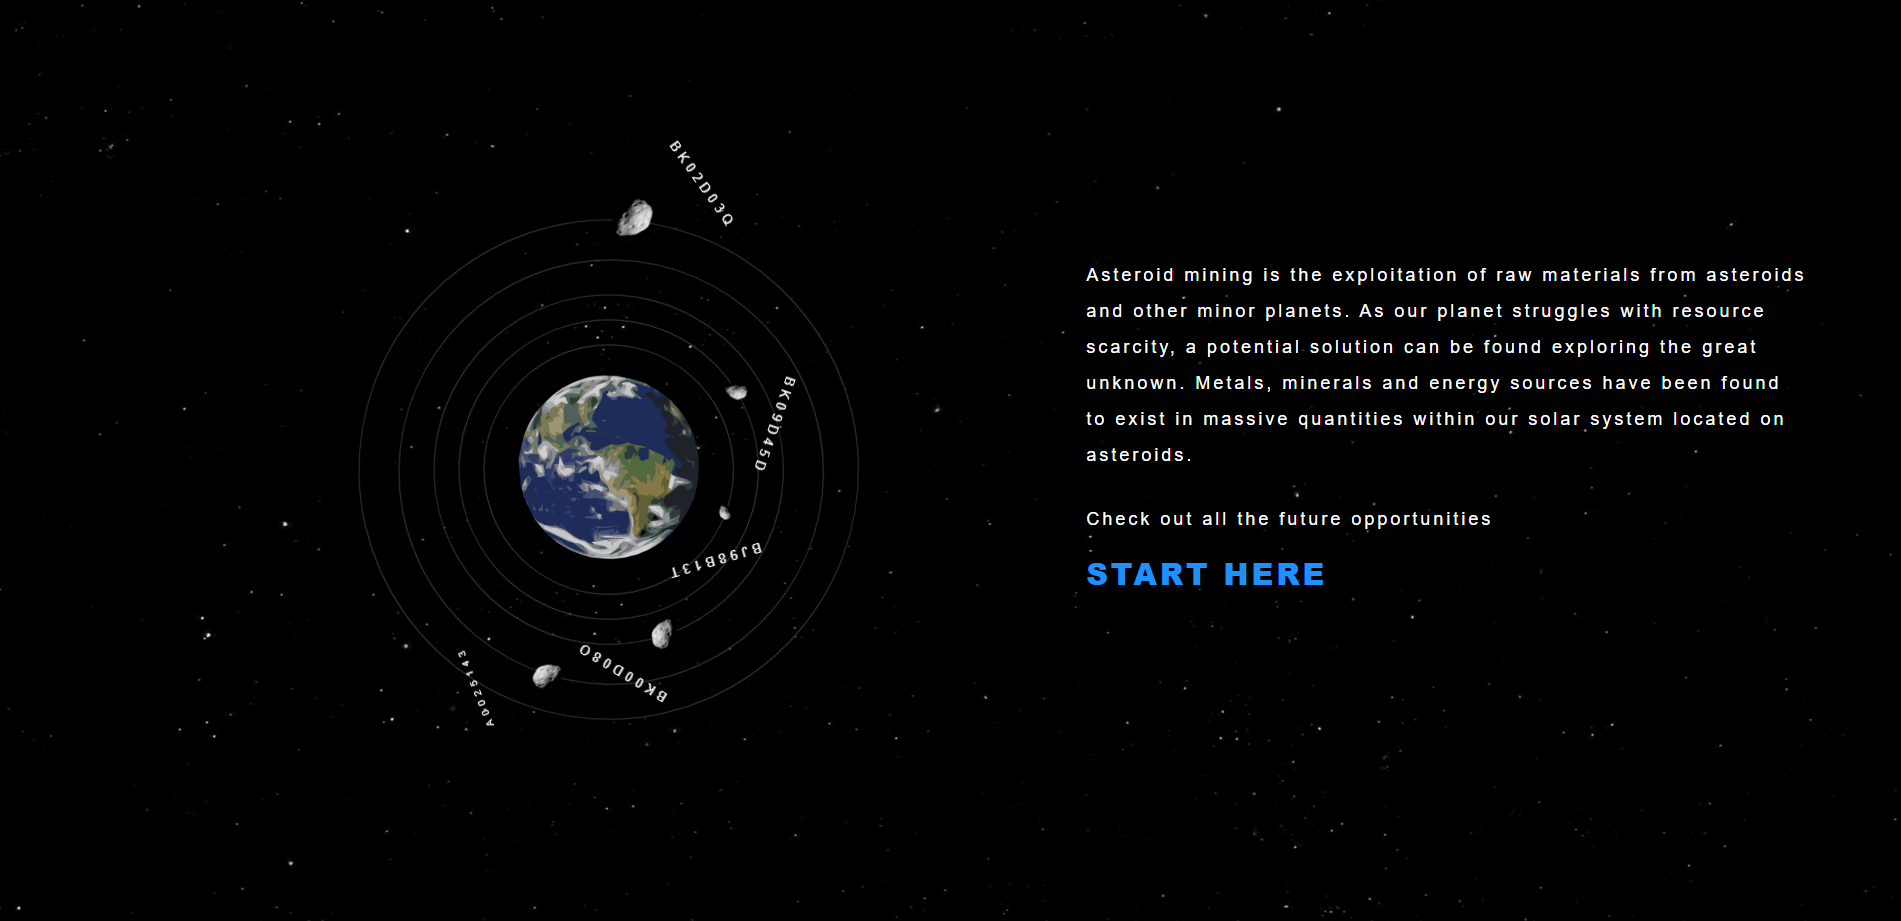 BK02D03Q
BK09D45D
BJ98B13T
BK00D08O
A0025143
Asteroid mining is the exploitation of raw materials from asteroids
and other minor planets. As our planet struggles with resource
scarcity, a potential solution can be found exploring the great
unknown. Metals, minerals and energy sources have been found
to exist in massive quantities within our solar system located on
asteroids.
Check out all the future opportunities
START HERE